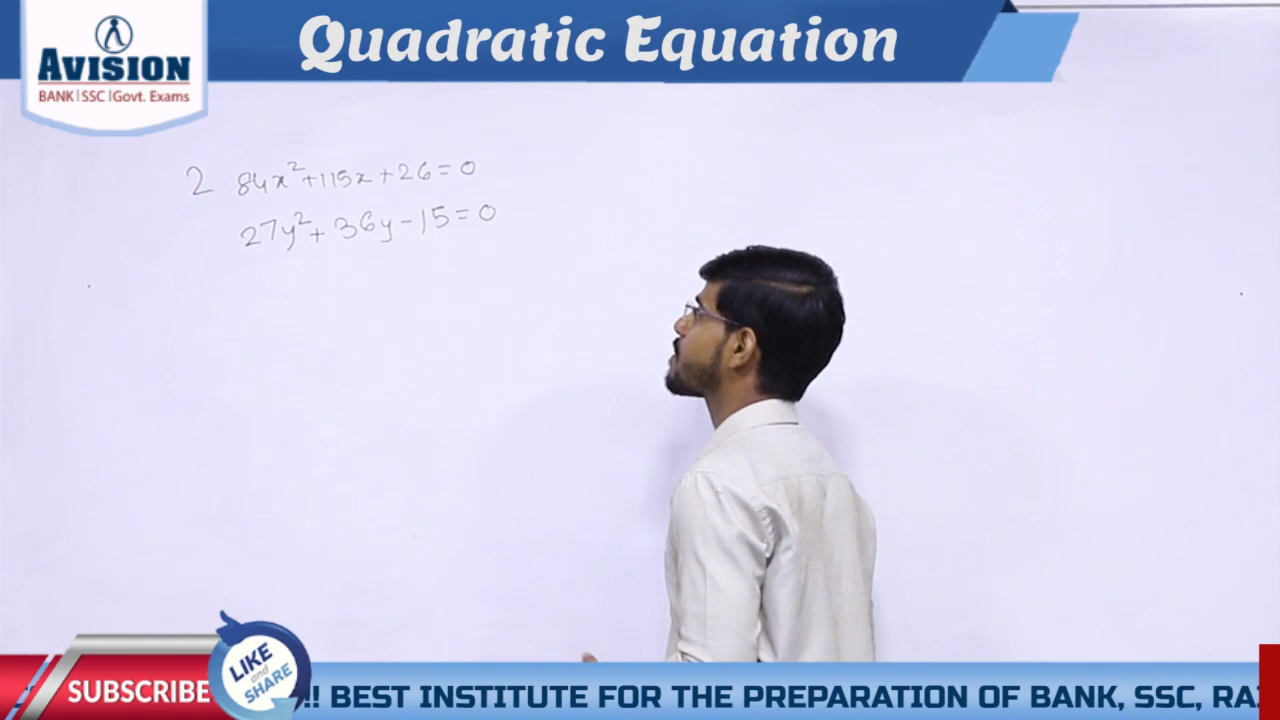 Quadratic Equation
AVISION
BANK | SSC | Govt. Exams
2 84x²+115x+26=0
27y²+36y-15=0
LIKE
and
SHARE
SUBSCRIBE
!! BEST INSTITUTE FOR THE PREPARATION OF BANK, SSC,